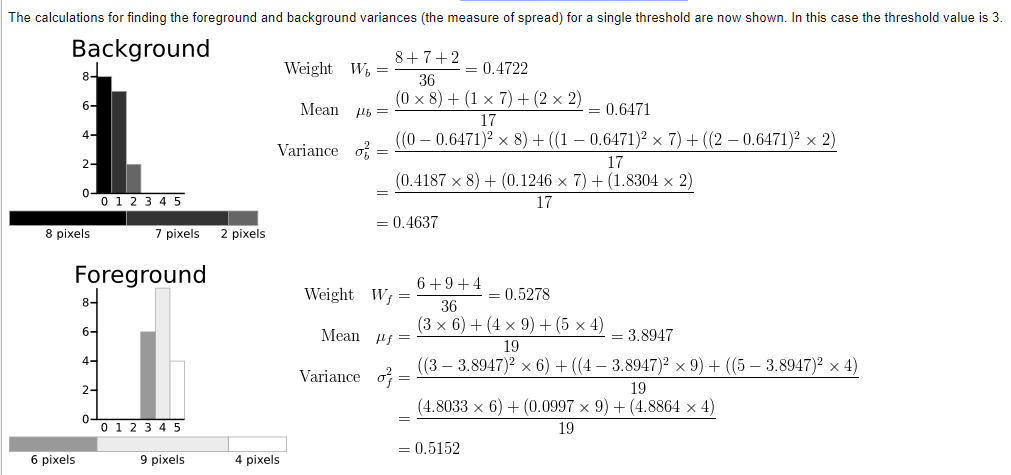 The calculations for finding the foreground and background variances (the measure of spread) for a single threshold are now shown. In this case the threshold value is 3.
Background
8
6
4
2
0
0 1 2 3 4 5
8 pixels 7 pixels 2 pixels
Weight W_b = (8 + 7 + 2) / 36 = 0.4722
Mean μ_b = ((0 × 8) + (1 × 7) + (2 × 2)) / 17 = 0.6471
Variance σ_b^2 = (((0 − 0.6471)² × 8) + ((1 − 0.6471)² × 7) + ((2 − 0.6471)² × 2)) / 17
= ((0.4187 × 8) + (0.1246 × 7) + (1.8304 × 2)) / 17
= 0.4637
Foreground
8
6
4
2
0
0 1 2 3 4 5
6 pixels 9 pixels 4 pixels
Weight W_f = (6 + 9 + 4) / 36 = 0.5278
Mean μ_f = ((3 × 6) + (4 × 9) + (5 × 4)) / 19 = 3.8947
Variance σ_f^2 = (((3 − 3.8947)² × 6) + ((4 − 3.8947)² × 9) + ((5 − 3.8947)² × 4)) / 19
= ((4.8033 × 6) + (0.0997 × 9) + (4.8864 × 4)) / 19
= 0.5152